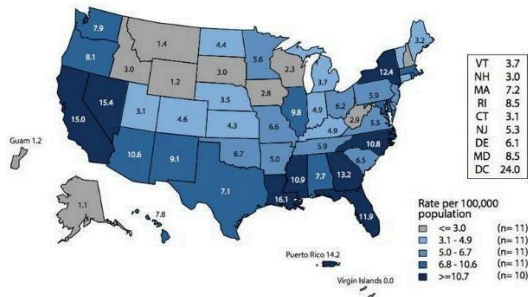 7.9
8.1
15.0
15.4
3.0
1.4
1.2
3.1
4.6
10.6
9.1
4.4
3.0
3.5
4.3
6.7
7.1
5.6
2.8
6.6
5.0
16.1
2.3
9.8
3.7
4.9
6.2
4.9
5.9
10.9
7.7
13.2
11.9
6.5
10.8
5.5
2.9
5.9
12.4
3.2
VT 3.7
NH 3.0
MA 7.2
RI 8.5
CT 3.1
NJ 5.3
DE 6.1
MD 8.5
DC 24.0
Guam 1.2
1.1
7.8
Puerto Rico 14.2
Virgin Islands 0.0
Rate per 100,000
population
<= 3.0 (n= 11)
3.1 - 4.9 (n= 11)
5.0 - 6.7 (n= 11)
6.8 - 10.6 (n= 11)
>=10.7 (n= 10)